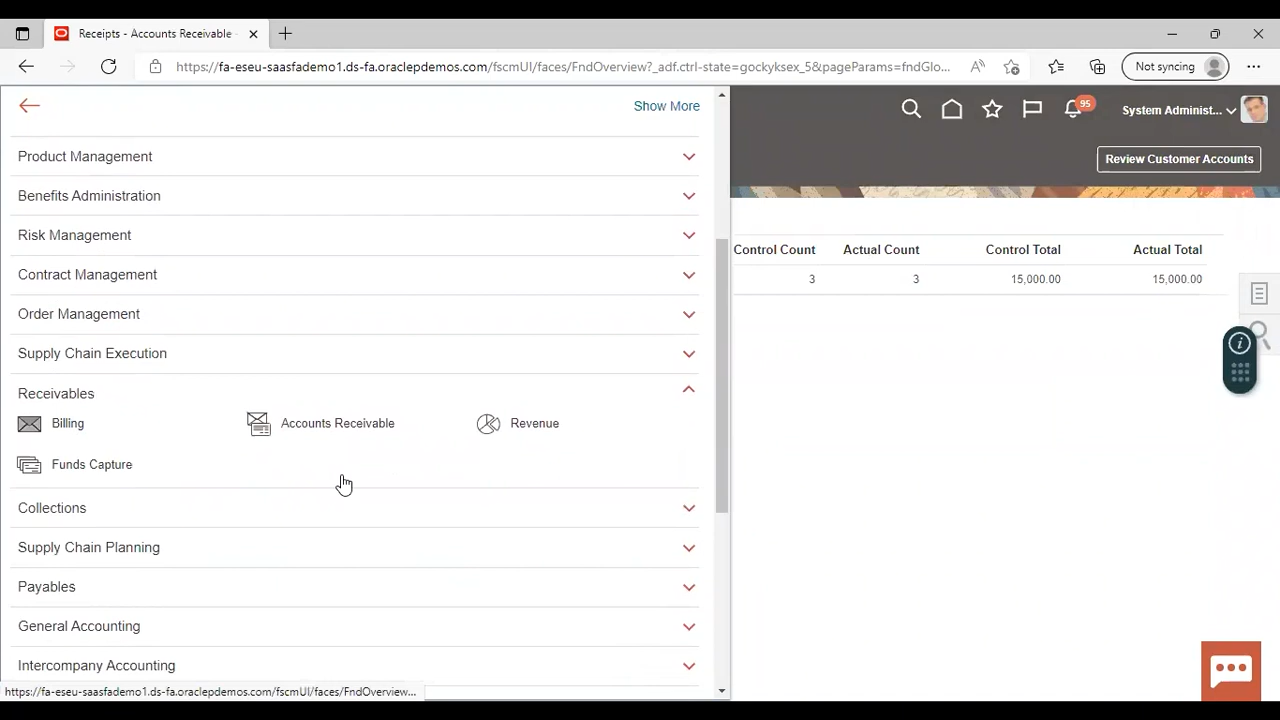 Receipts - Accounts Receivable
https://fa-eseu-saasfademo1.ds-fa.oraclepdemos.com/fscmUI/faces/FndOverview?_adf.ctrl-state=gockyksex_5&pageParams=fndGlo...
Not syncing
Show More
95
System Administ...
Review Customer Accounts
Product Management
Benefits Administration
Risk Management
Contract Management
Order Management
Supply Chain Execution
Receivables
Billing
Accounts Receivable
Revenue
Funds Capture
Collections
Supply Chain Planning
Payables
General Accounting
Intercompany Accounting
Control Count Actual Count Control Total Actual Total
3 3 15,000.00 15,000.00
https://fa-eseu-saasfademo1.ds-fa.oraclepdemos.com/fscmUI/faces/FndOverview...